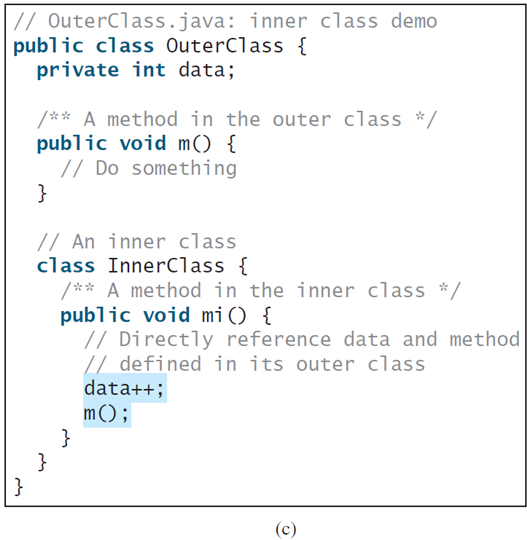 // OuterClass.java: inner class demo
public class OuterClass {
  private int data;

  /** A method in the outer class */
  public void m() {
    // Do something
  }

  // An inner class
  class InnerClass {
    /** A method in the inner class */
    public void mi() {
      // Directly reference data and method
      // defined in its outer class
      data++;
      m();
    }
  }
}
(c)